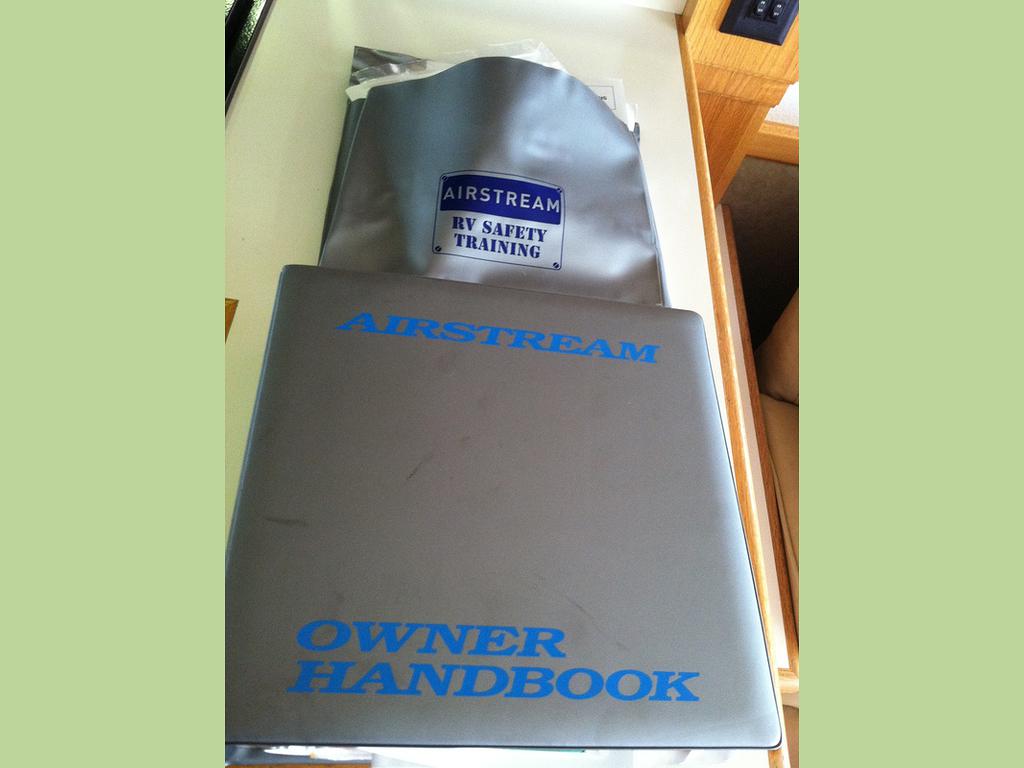 AIRSTREAM
RV SAFETY
TRAINING
AIRSTREAM
OWNER
HANDBOOK